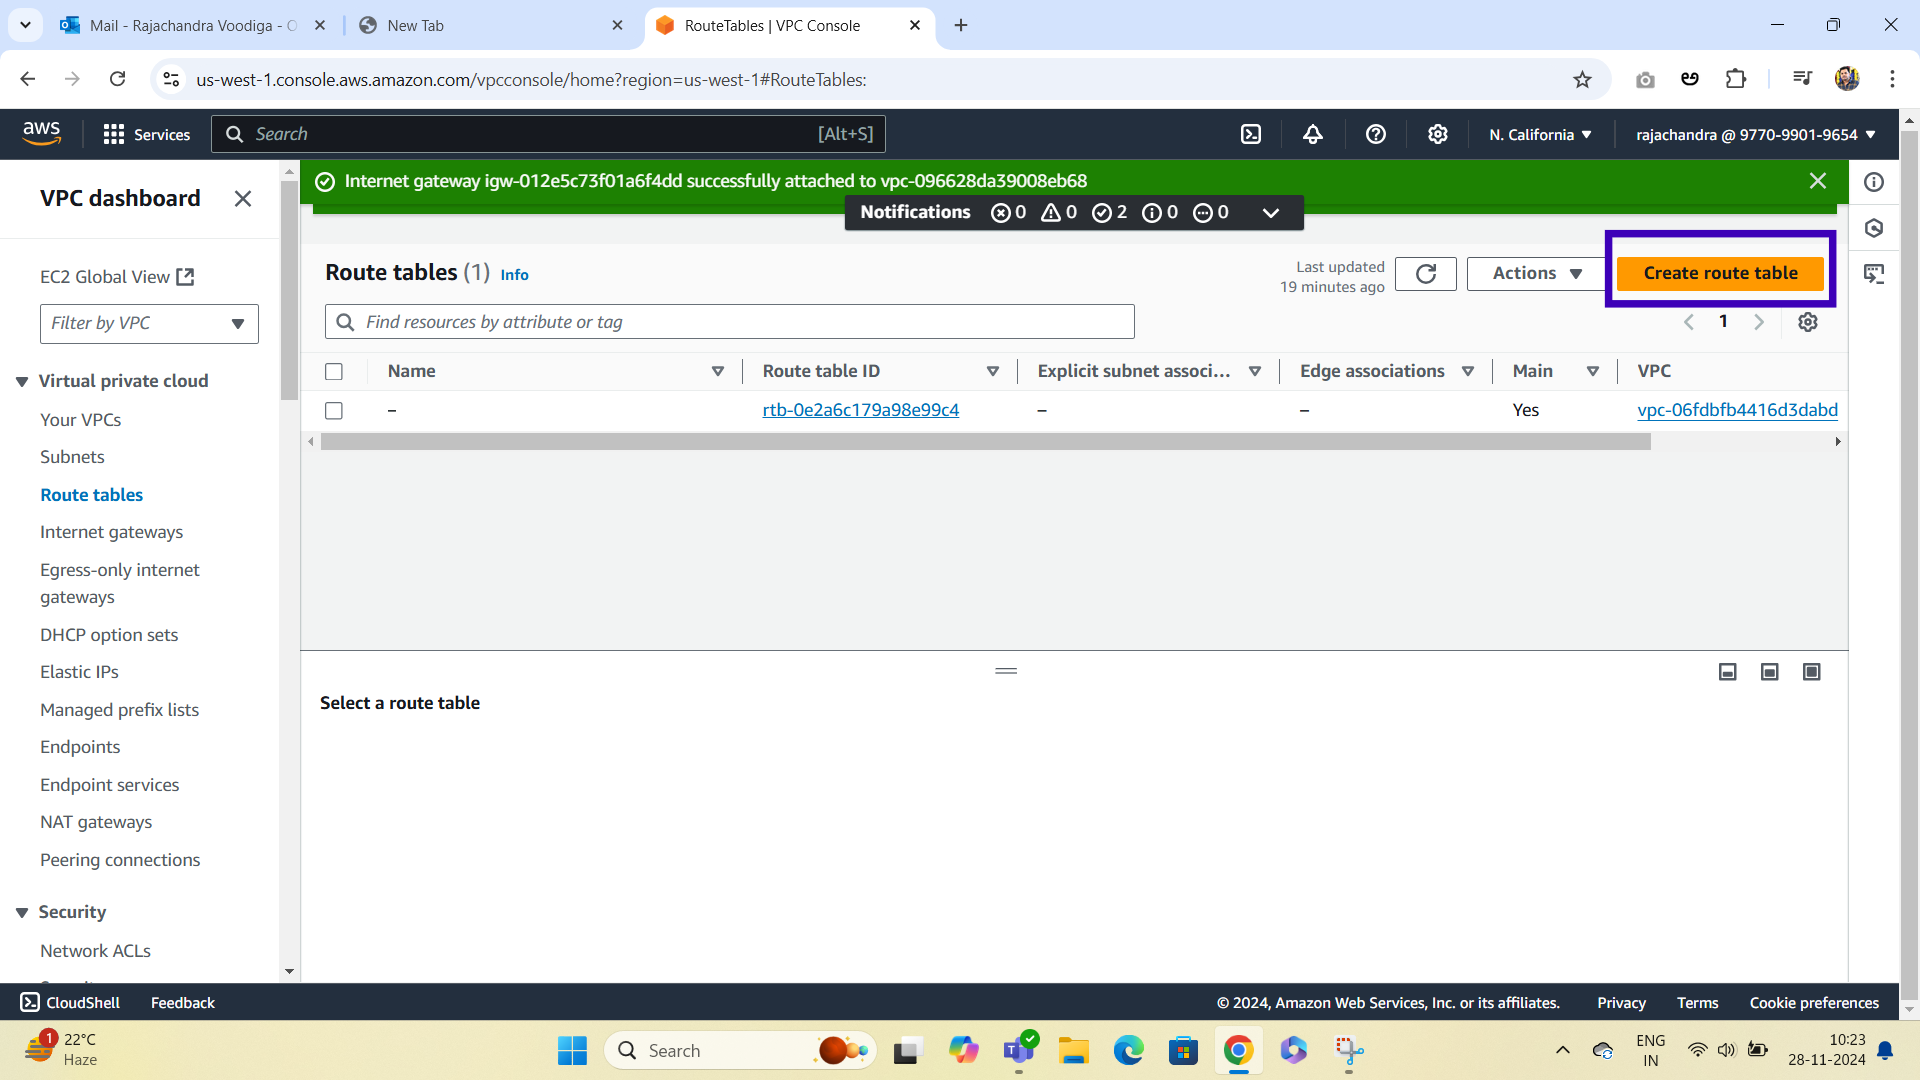 Mail - Rajachandra Voodiga - O
New Tab
RouteTables | VPC Console
us-west-1.console.aws.amazon.com/vpcconsole/home?region=us-west-1#RouteTables:
aws
Services
Search
[Alt+S]
N. California
rajachandra @ 9770-9901-9654
VPC dashboard
EC2 Global View
Filter by VPC
Virtual private cloud
Your VPCs
Subnets
Route tables
Internet gateways
Egress-only internet
gateways
DHCP option sets
Elastic IPs
Managed prefix lists
Endpoints
Endpoint services
NAT gateways
Peering connections
Security
Network ACLs
Internet gateway igw-012e5c73f01a6f4dd successfully attached to vpc-096628da39008eb68
Notifications 0 0 2 0 0
Route tables (1) Info
Last updated
19 minutes ago
Actions
Create route table
Find resources by attribute or tag
1
Name Route table ID Explicit subnet associ... Edge associations Main VPC
– rtb-0e2a6c179a98e99c4 – – Yes vpc-06fdbfb4416d3dabd
Select a route table
CloudShell
Feedback
© 2024, Amazon Web Services, Inc. or its affiliates.
Privacy
Terms
Cookie preferences
1
22°C
Haze
Search
ENG
IN
10:23
28-11-2024